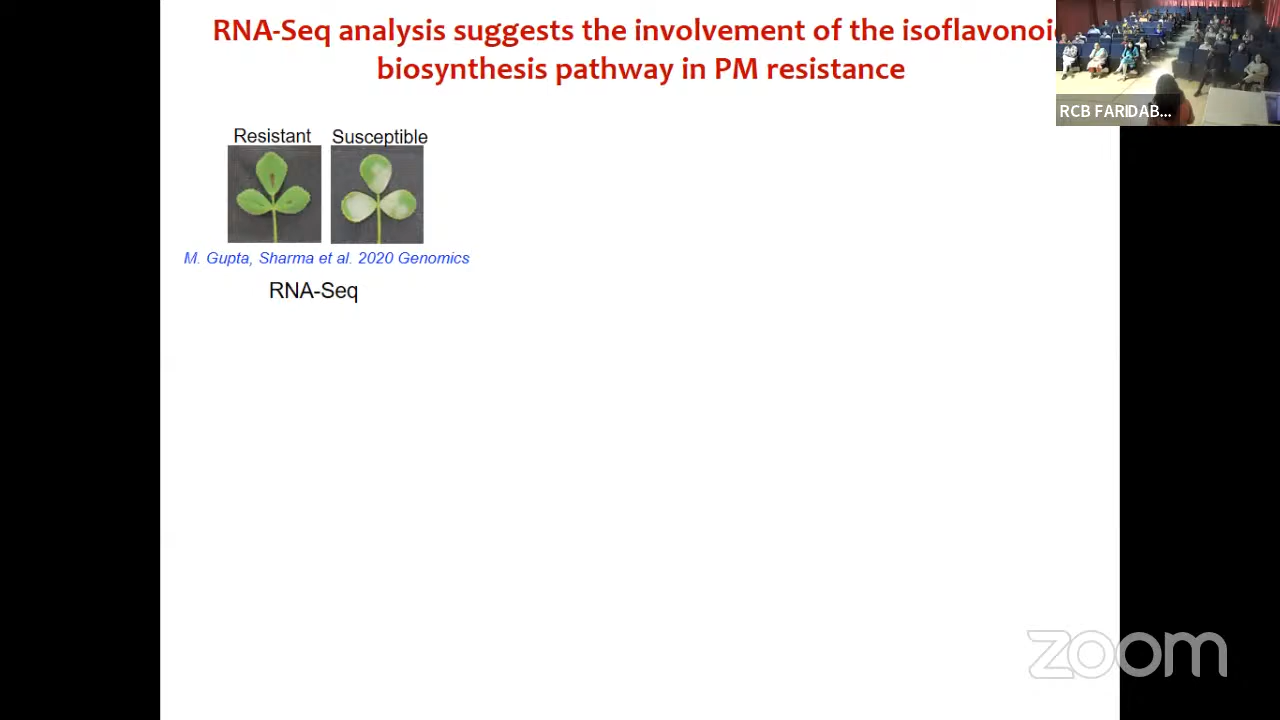 RNA-Seq analysis suggests the involvement of the isoflavonoi
biosynthesis pathway in PM resistance
RCB FARIDAB...
Resistant Susceptible
M. Gupta, Sharma et al. 2020 Genomics
RNA-Seq
zoom